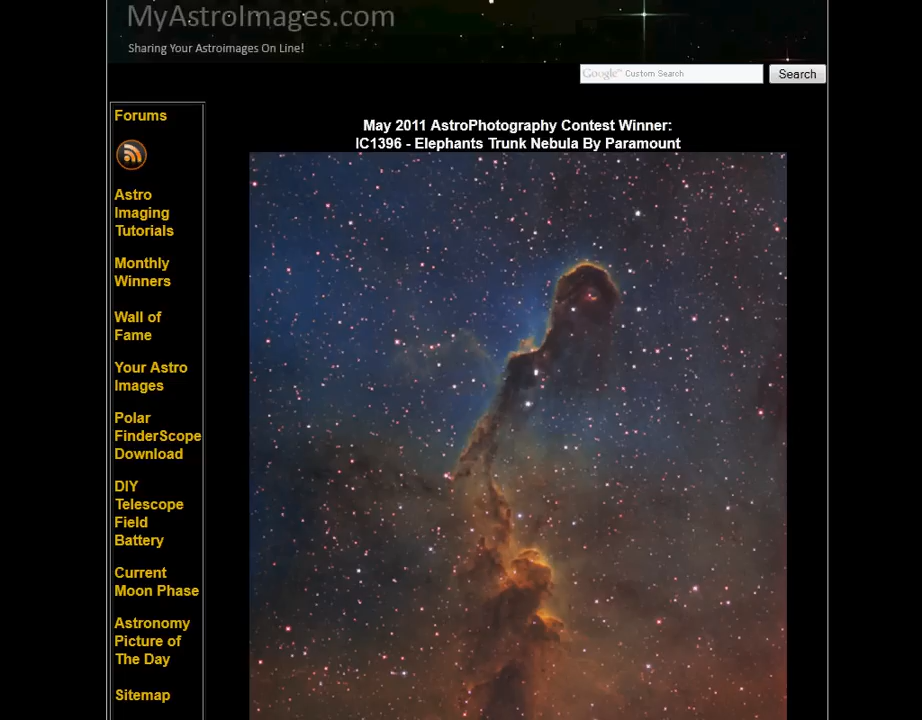 MyAstroImages.com
Sharing Your Astroimages On Line!
Google™ Custom Search
Search
Forums
Astro
Imaging
Tutorials
Monthly
Winners
Wall of
Fame
Your Astro
Images
Polar
FinderScope
Download
DIY
Telescope
Field
Battery
Current
Moon Phase
Astronomy
Picture of
The Day
Sitemap
May 2011 AstroPhotography Contest Winner:
IC1396 - Elephants Trunk Nebula By Paramount